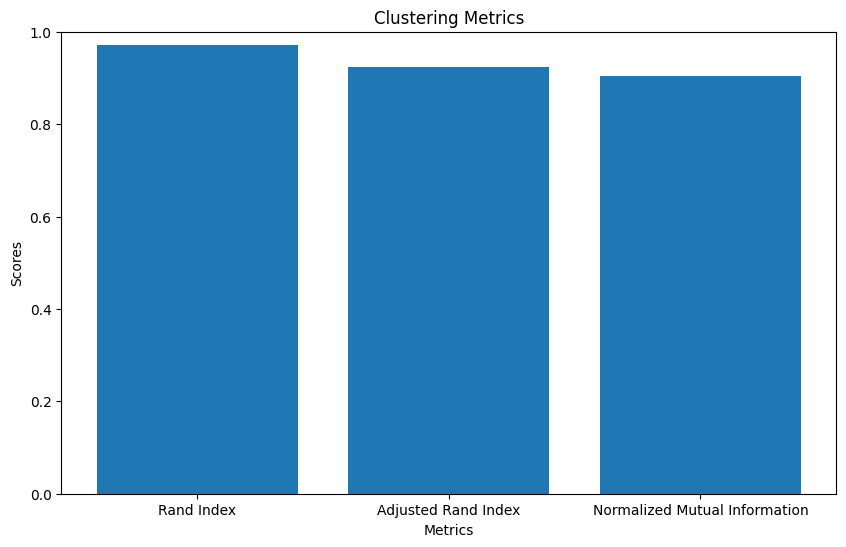 Clustering Metrics
1.0
0.8
0.6
0.4
0.2
0.0
Scores
Rand Index
Adjusted Rand Index
Normalized Mutual Information
Metrics